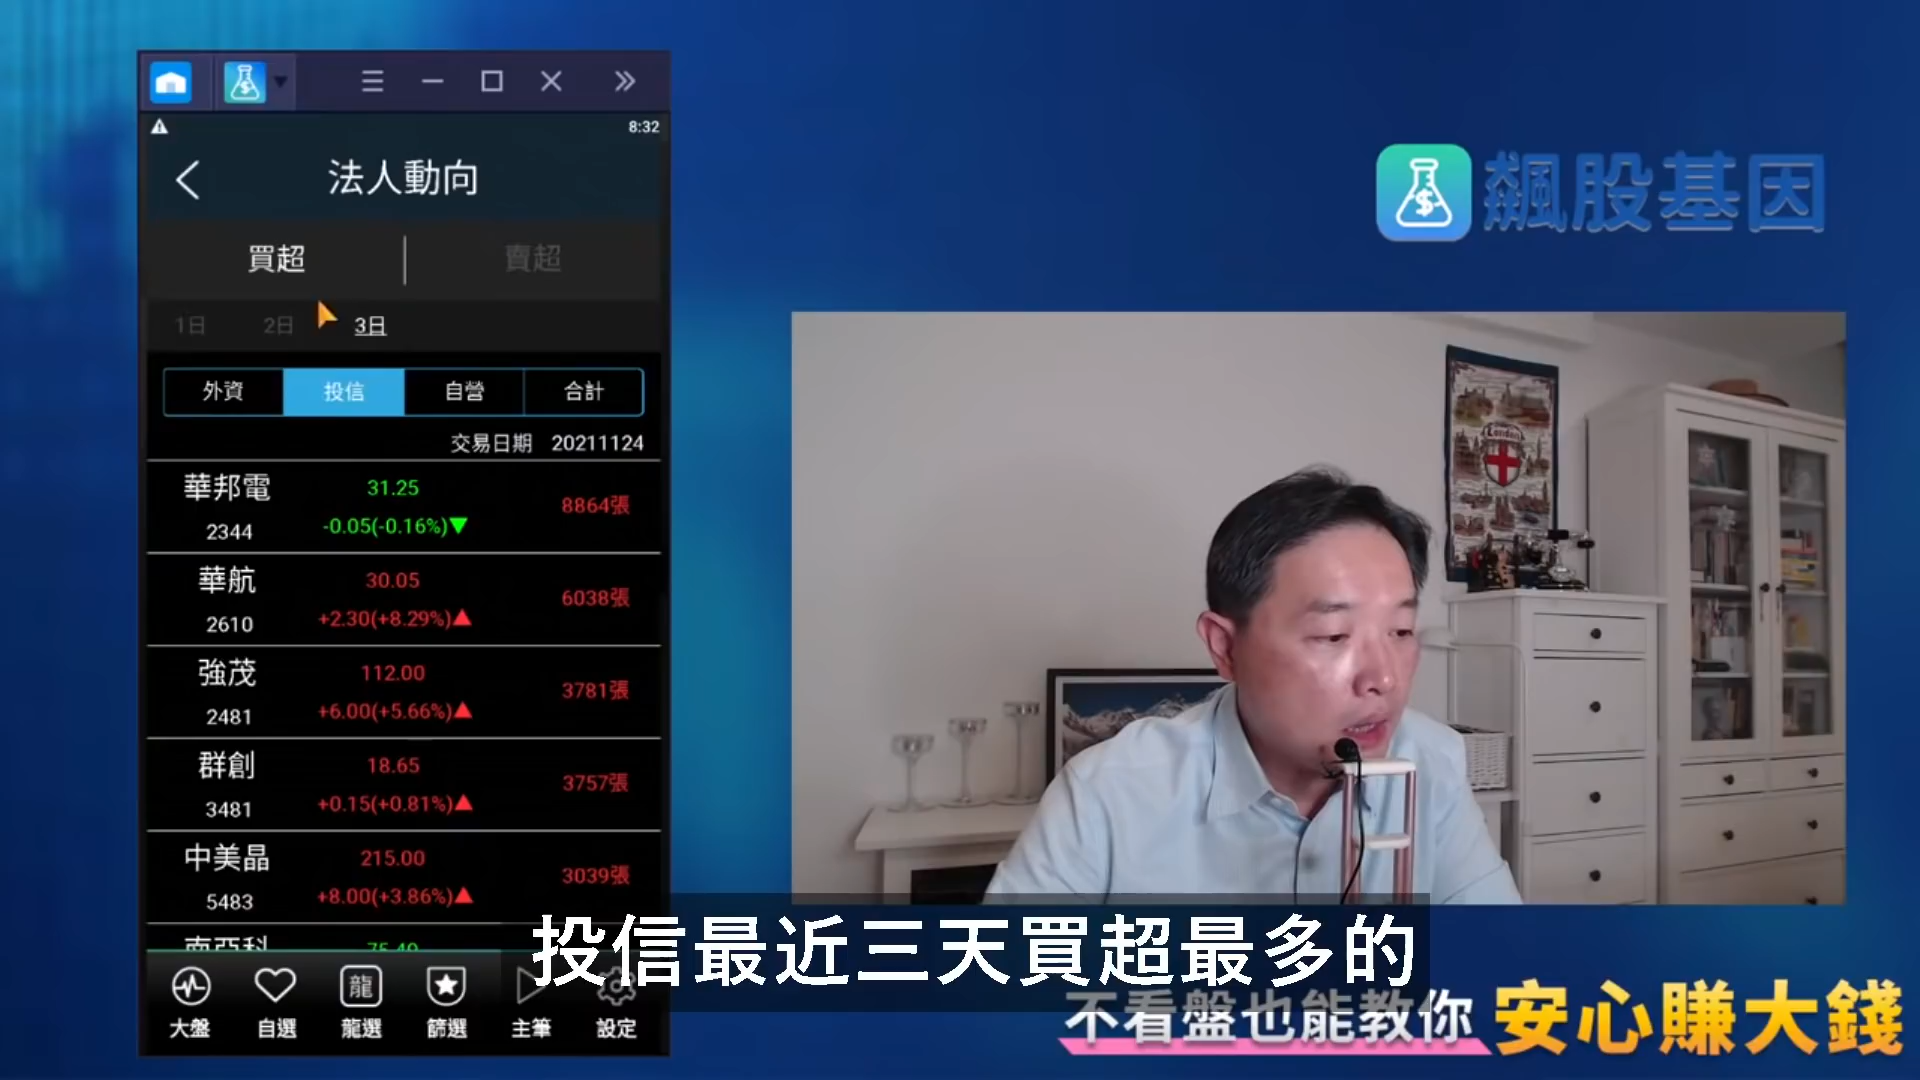 8:32
法人動向
買超
賣超
1日 2日 3日
外資 投信 自營 合計
交易日期 20211124
華邦電 31.25 8864張
2344 -0.05(-0.16%)▼
華航 30.05 6038張
2610 +2.30(+8.29%)▲
強茂 112.00 3781張
2481 +6.00(+5.66%)▲
群創 18.65 3757張
3481 +0.15(+0.81%)▲
中美晶 215.00 3039張
5483 +8.00(+3.86%)▲
南亞科 75.40
大盤 自選 龍選 篩選 主筆 設定
龍
飆股基因
London
投信最近三天買超最多的
不看盤也能教你 安心賺大錢